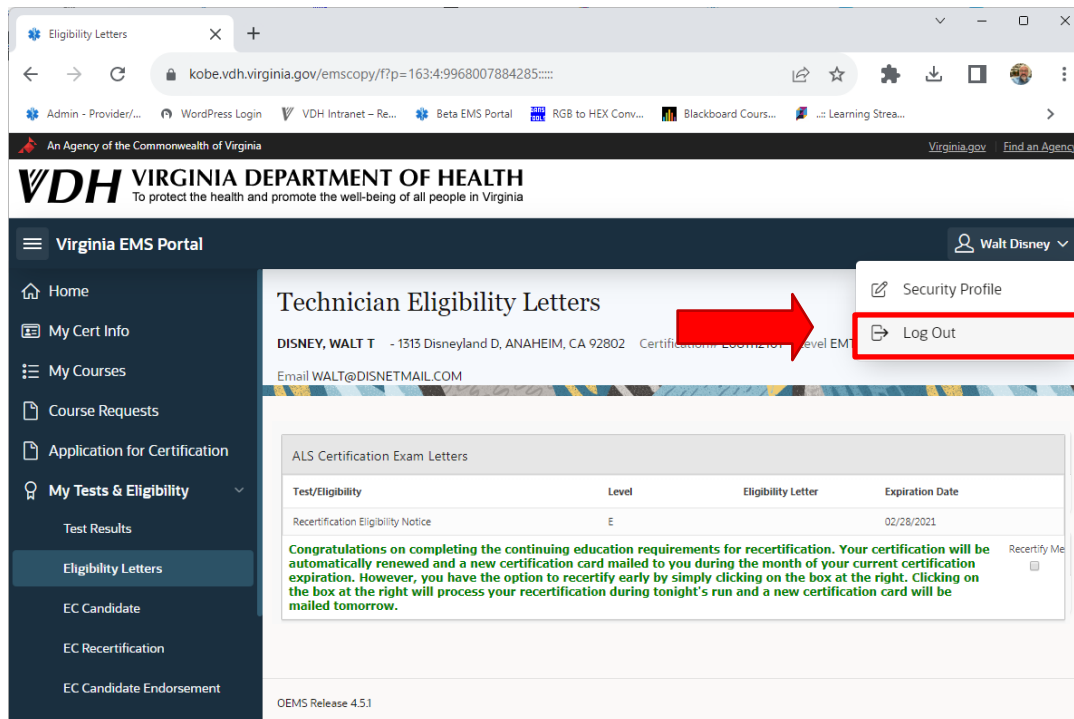 Eligibility Letters
kobe.vdh.virginia.gov/emscopy/f?p=163:4:9968007884285:::::
Admin - Provider/... WordPress Login VDH Intranet – Re... Beta EMS Portal RGB to HEX Conv... Blackboard Cours... ..:: Learning Strea...
An Agency of the Commonwealth of Virginia Virginia.gov Find an Agency
VDH VIRGINIA DEPARTMENT OF HEALTH
To protect the health and promote the well-being of all people in Virginia
Virginia EMS Portal Walt Disney
Security Profile
Log Out
Home
My Cert Info
My Courses
Course Requests
Application for Certification
My Tests & Eligibility
Test Results
Eligibility Letters
EC Candidate
EC Recertification
EC Candidate Endorsement
Technician Eligibility Letters
DISNEY, WALT T - 1313 Disneyland D, ANAHEIM, CA 92802 Level EMT
Email WALT@DISNETMAIL.COM
ALS Certification Exam Letters
Test/Eligibility Level Eligibility Letter Expiration Date
Recertification Eligibility Notice E 02/28/2021
Congratulations on completing the continuing education requirements for recertification. Your certification will be
automatically renewed and a new certification card mailed to you during the month of your current certification
expiration. However, you have the option to recertify early by simply clicking on the box at the right. Clicking on
the box at the right will process your recertification during tonight's run and a new certification card will be
mailed tomorrow.
Recertify Me
OEMS Release 4.5.1